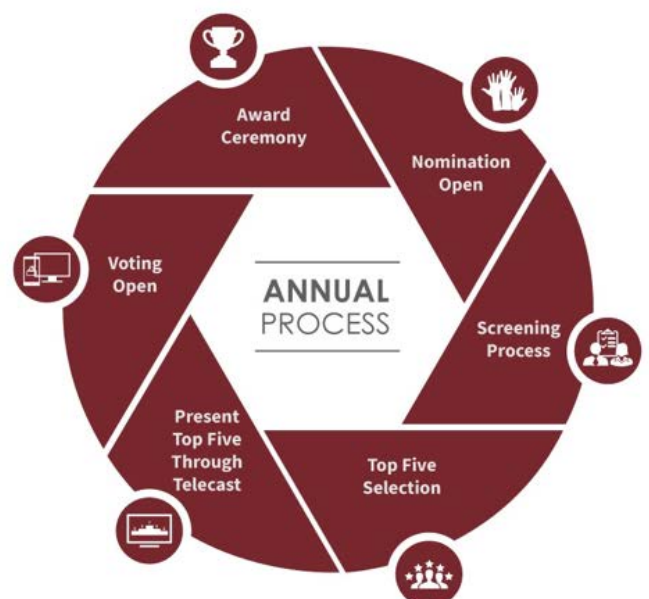 ANNUAL
PROCESS
Nomination
Open
Screening
Process
Top Five
Selection
Present
Top Five
Through
Telecast
Voting
Open
Award
Ceremony